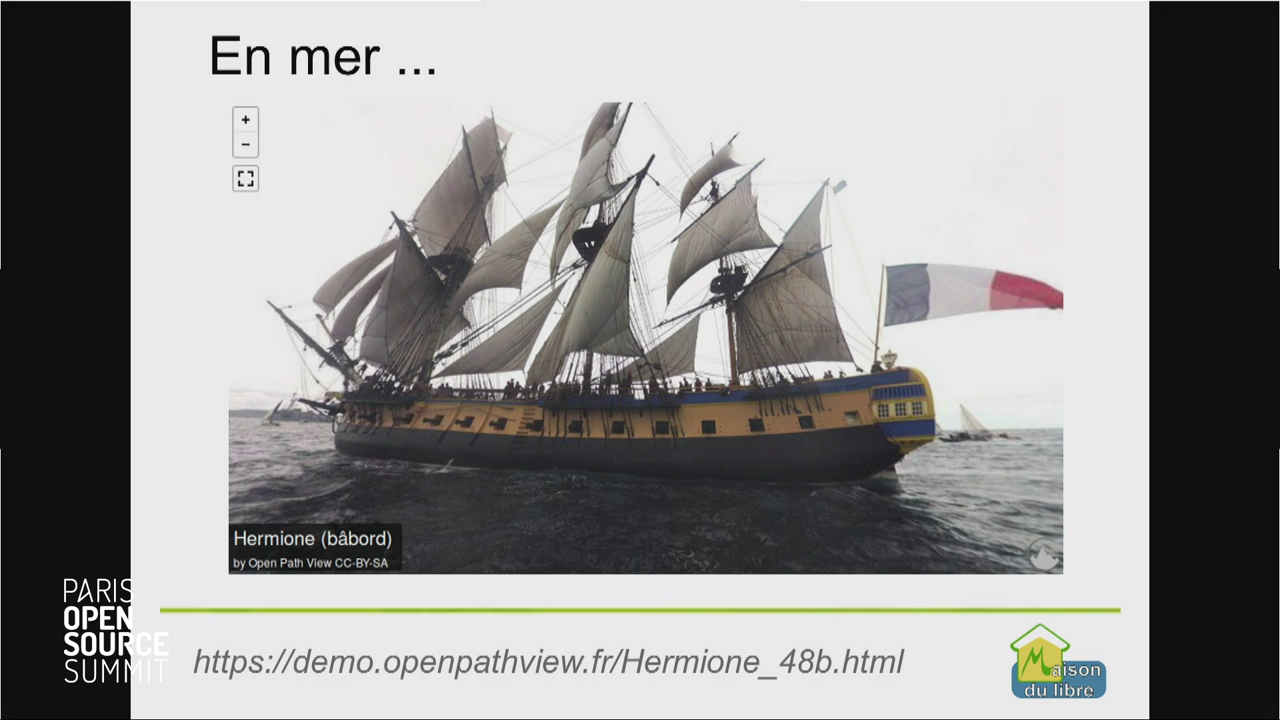 En mer ...
+
−
Hermione (bâbord)
by Open Path View CC-BY-SA
PARIS
OPEN
SOURCE
SUMMIT
https://demo.openpathview.fr/Hermione_48b.html
Maison
du libre